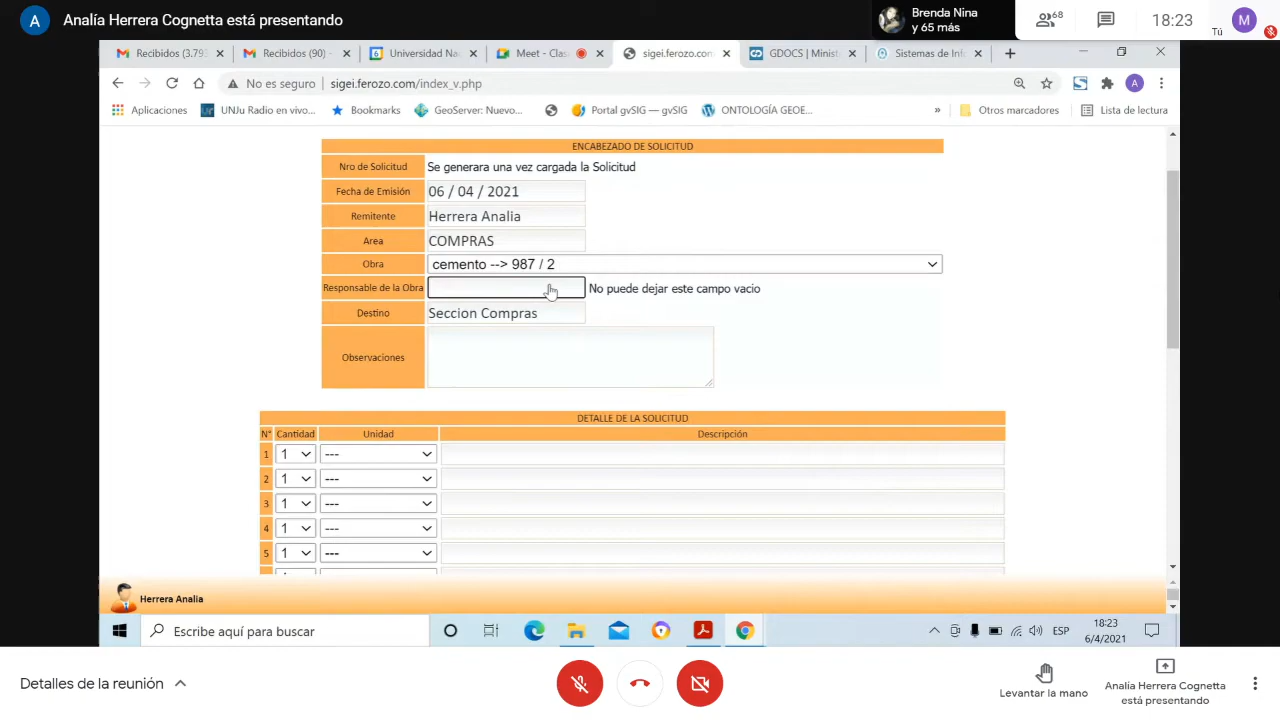 A Analía Herrera Cognetta está presentando
Brenda Nina
y 65 más
68
18:23
Tú
M
Recibidos (3.79
Recibidos (90) -
Universidad Na
Meet - Clas
sigei.ferozo.com
GDOCS | Minist
Sistemas de Inf
No es seguro | sigei.ferozo.com/index_v.php
A
Aplicaciones
UNJu Radio en vivo...
Bookmarks
GeoServer: Nuevo...
Portal gvSIG — gvSIG
ONTOLOGÍA GEOE...
»
Otros marcadores
Lista de lectura
ENCABEZADO DE SOLICITUD
Nro de Solicitud Se generara una vez cargada la Solicitud
Fecha de Emisión 06 / 04 / 2021
Remitente Herrera Analia
Area COMPRAS
Obra cemento --> 987 / 2
Responsable de la Obra No puede dejar este campo vacio
Destino Seccion Compras
Observaciones
DETALLE DE LA SOLICITUD
N° Cantidad Unidad Descripción
1 1 ---
2 1 ---
3 1 ---
4 1 ---
5 1 ---
Herrera Analia
Escribe aquí para buscar
ESP
18:23
6/4/2021
Detalles de la reunión
Levantar la mano
Analía Herrera Cognetta
está presentando